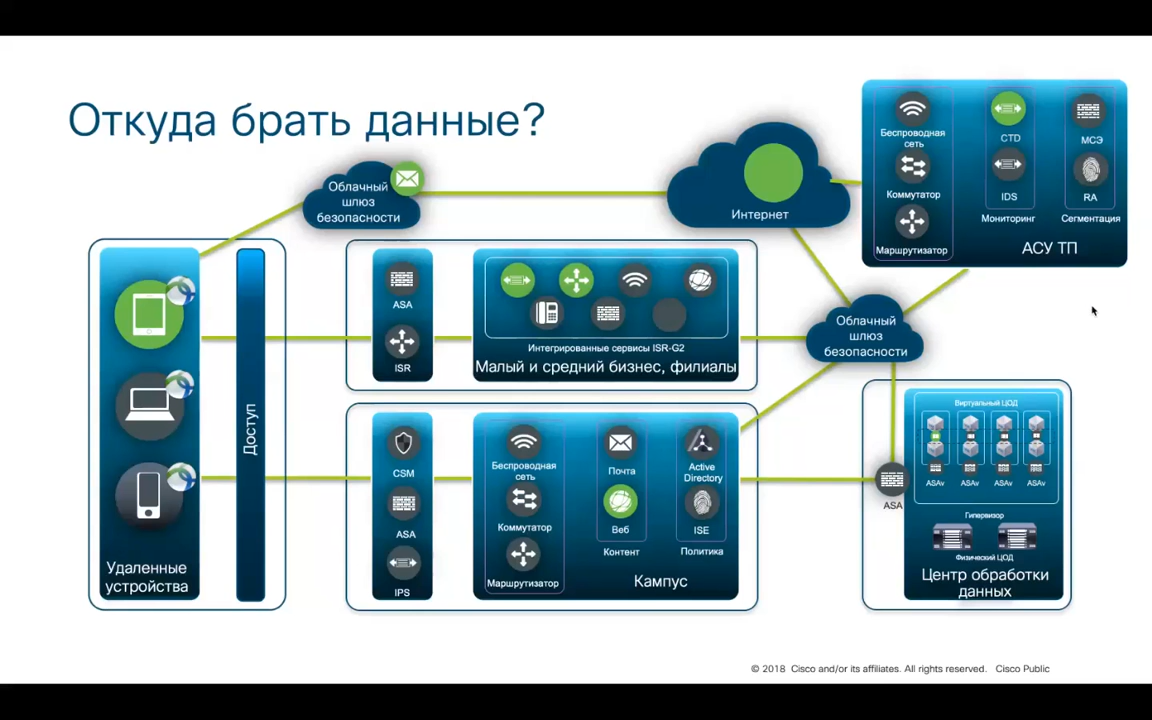 Откуда брать данные?
Облачный
шлюз
безопасности
Интернет
Беспроводная
сеть
Коммутатор
Маршрутизатор
CTD
IDS
Мониторинг
МСЭ
RA
Сегментация
АСУ ТП
Удаленные
устройства
Доступ
ASA
ISR
Интегрированные сервисы ISR-G2
Малый и средний бизнес, филиалы
Облачный
шлюз
безопасности
CSM
ASA
IPS
Беспроводная
сеть
Коммутатор
Маршрутизатор
Почта
Веб
Контент
Active
Directory
ISE
Политика
Кампус
ASA
Виртуальный ЦОД
ASAv
ASAv
ASAv
ASAv
Гипервизор
Физический ЦОД
Центр обработки
данных
© 2018 Cisco and/or its affiliates. All rights reserved. Cisco Public